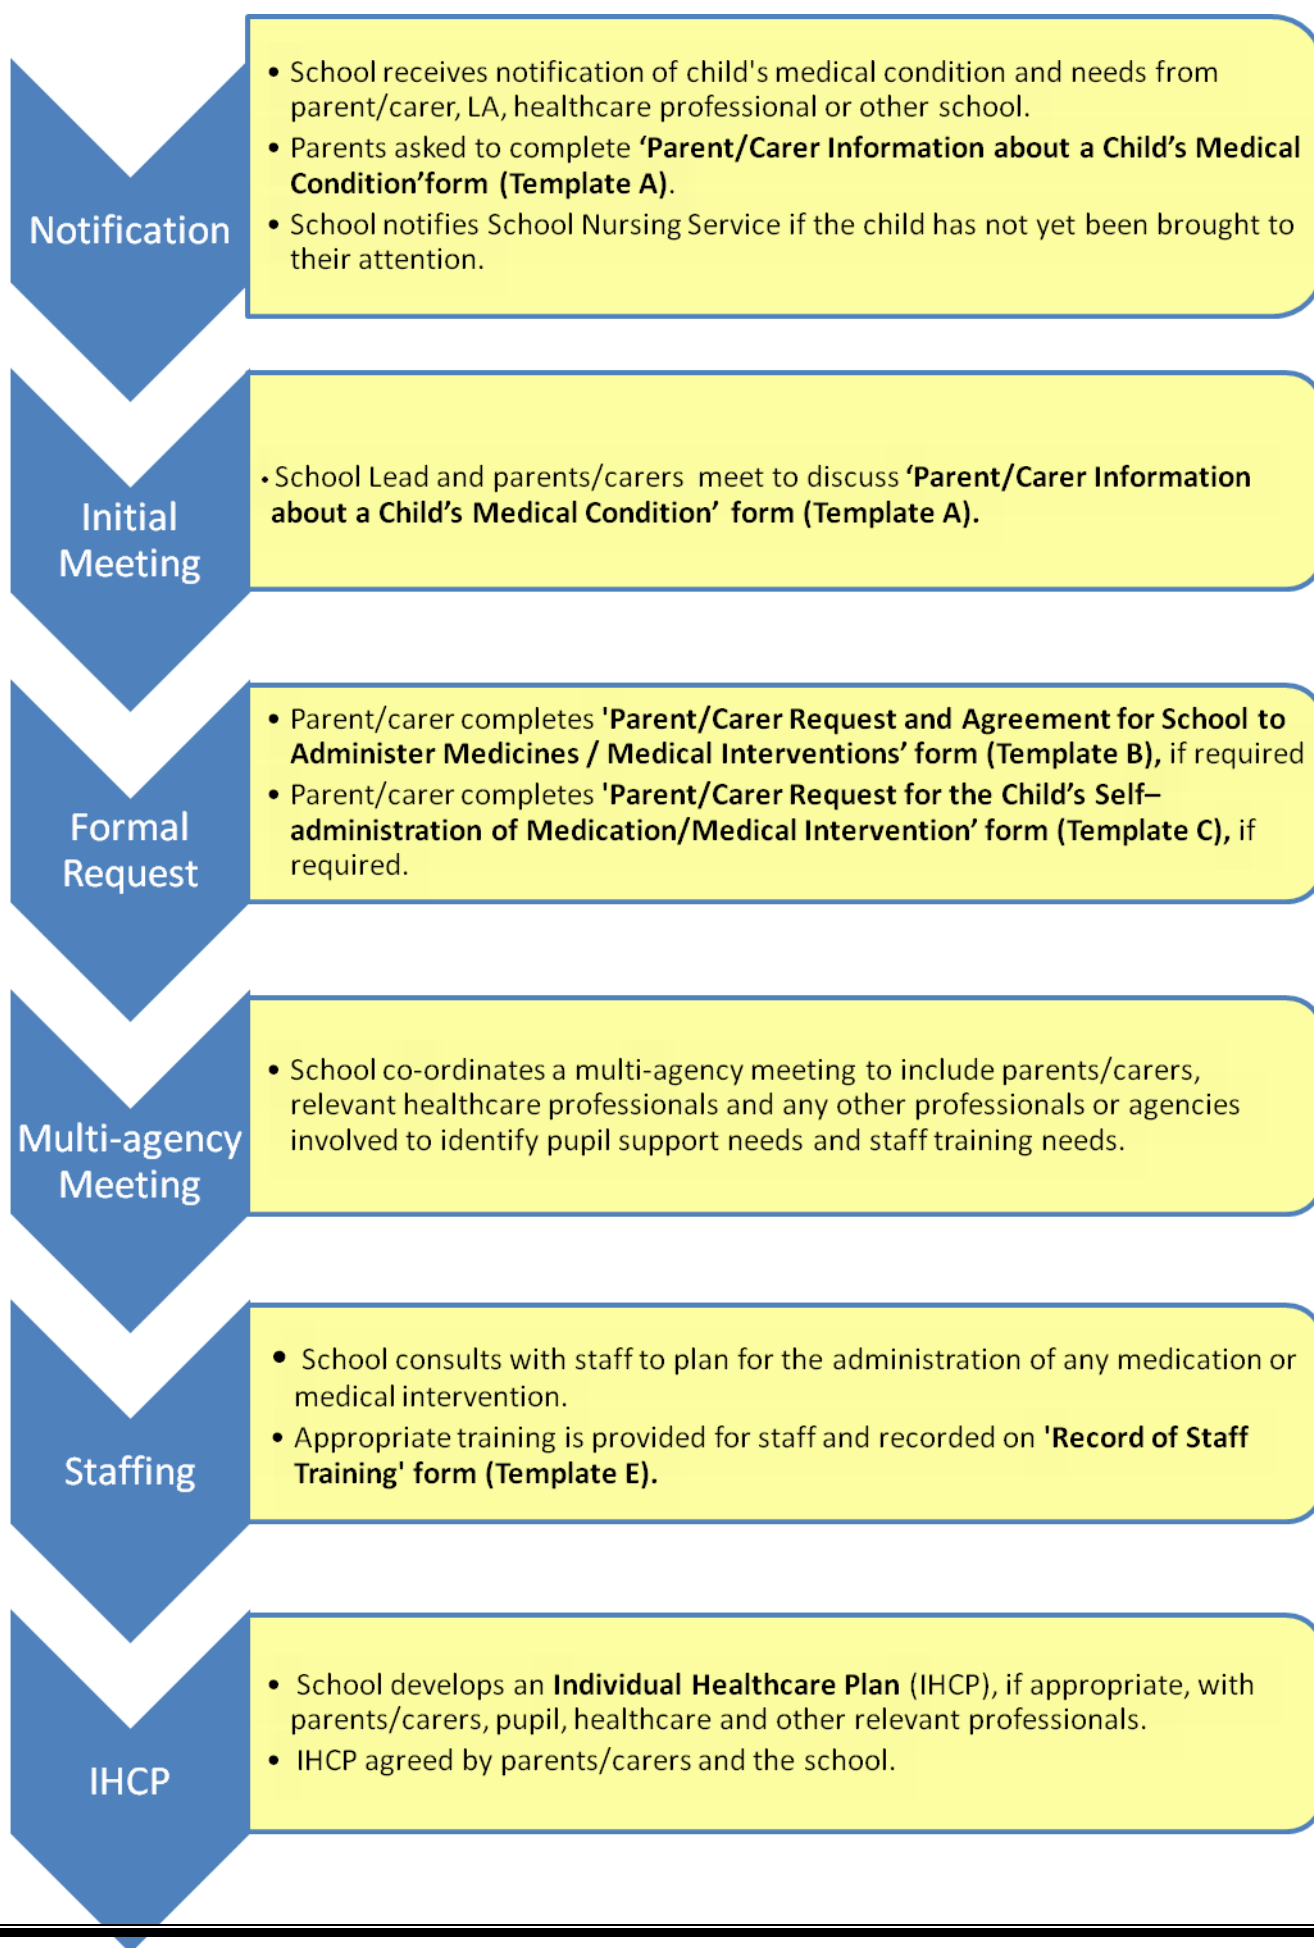 Notification
• School receives notification of child's medical condition and needs from
parent/carer, LA, healthcare professional or other school.
• Parents asked to complete ‘Parent/Carer Information about a Child’s Medical
Condition’form (Template A).
• School notifies School Nursing Service if the child has not yet been brought to
their attention.
Initial
Meeting
• School Lead and parents/carers meet to discuss ‘Parent/Carer Information
about a Child’s Medical Condition’ form (Template A).
Formal
Request
• Parent/carer completes 'Parent/Carer Request and Agreement for School to
Administer Medicines / Medical Interventions’ form (Template B), if required
• Parent/carer completes 'Parent/Carer Request for the Child’s Self–
administration of Medication/Medical Intervention’ form (Template C), if
required.
Multi-agency
Meeting
• School co-ordinates a multi-agency meeting to include parents/carers,
relevant healthcare professionals and any other professionals or agencies
involved to identify pupil support needs and staff training needs.
Staffing
• School consults with staff to plan for the administration of any medication or
medical intervention.
• Appropriate training is provided for staff and recorded on 'Record of Staff
Training' form (Template E).
IHCP
• School develops an Individual Healthcare Plan (IHCP), if appropriate, with
parents/carers, pupil, healthcare and other relevant professionals.
• IHCP agreed by parents/carers and the school.